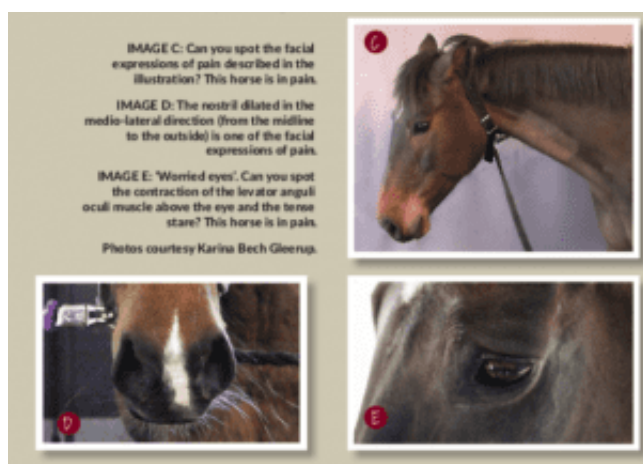 IMAGE C: Can you spot the facial
expressions of pain described in the
illustration? This horse is in pain.
IMAGE D: The nostril dilated in the
medio-lateral direction (from the midline
to the outside) is one of the facial
expressions of pain.
IMAGE E: 'Worried eyes'. Can you spot
the contraction of the levator anguli
oculi muscle above the eye and the tense
stare? This horse is in pain.
Photos courtesy Karina Bech Gleerup.
C
D
E